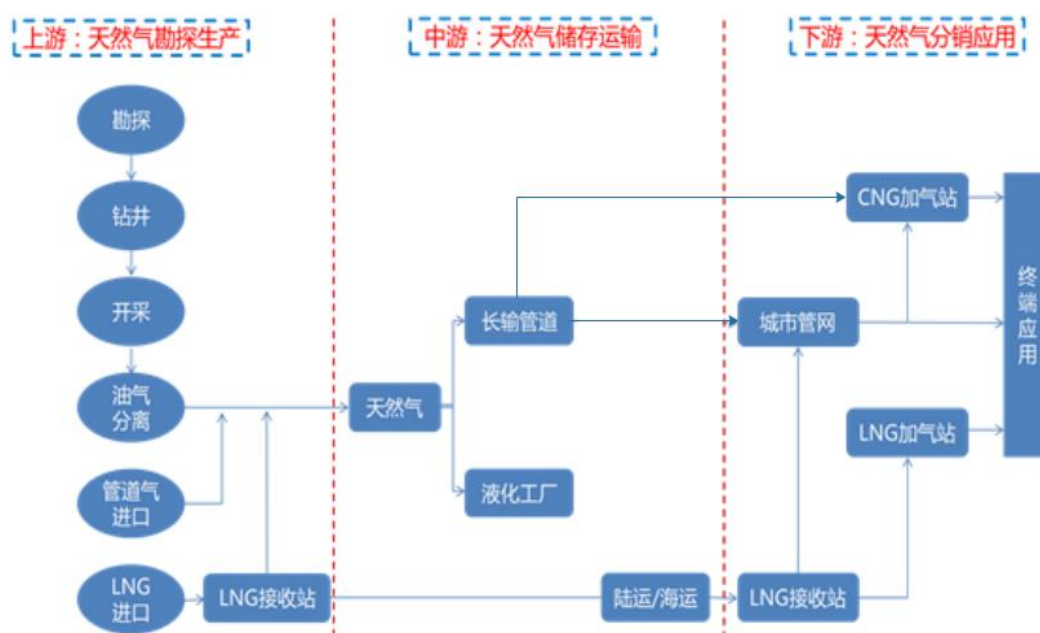 上游：天然气勘探生产
中游：天然气储存运输
下游：天然气分销应用
勘探
钻井
开采
油气
分离
管道气
进口
LNG
进口
LNG接收站
天然气
长输管道
液化工厂
陆运/海运
CNG加气站
城市管网
LNG加气站
LNG接收站
终
端
应
用